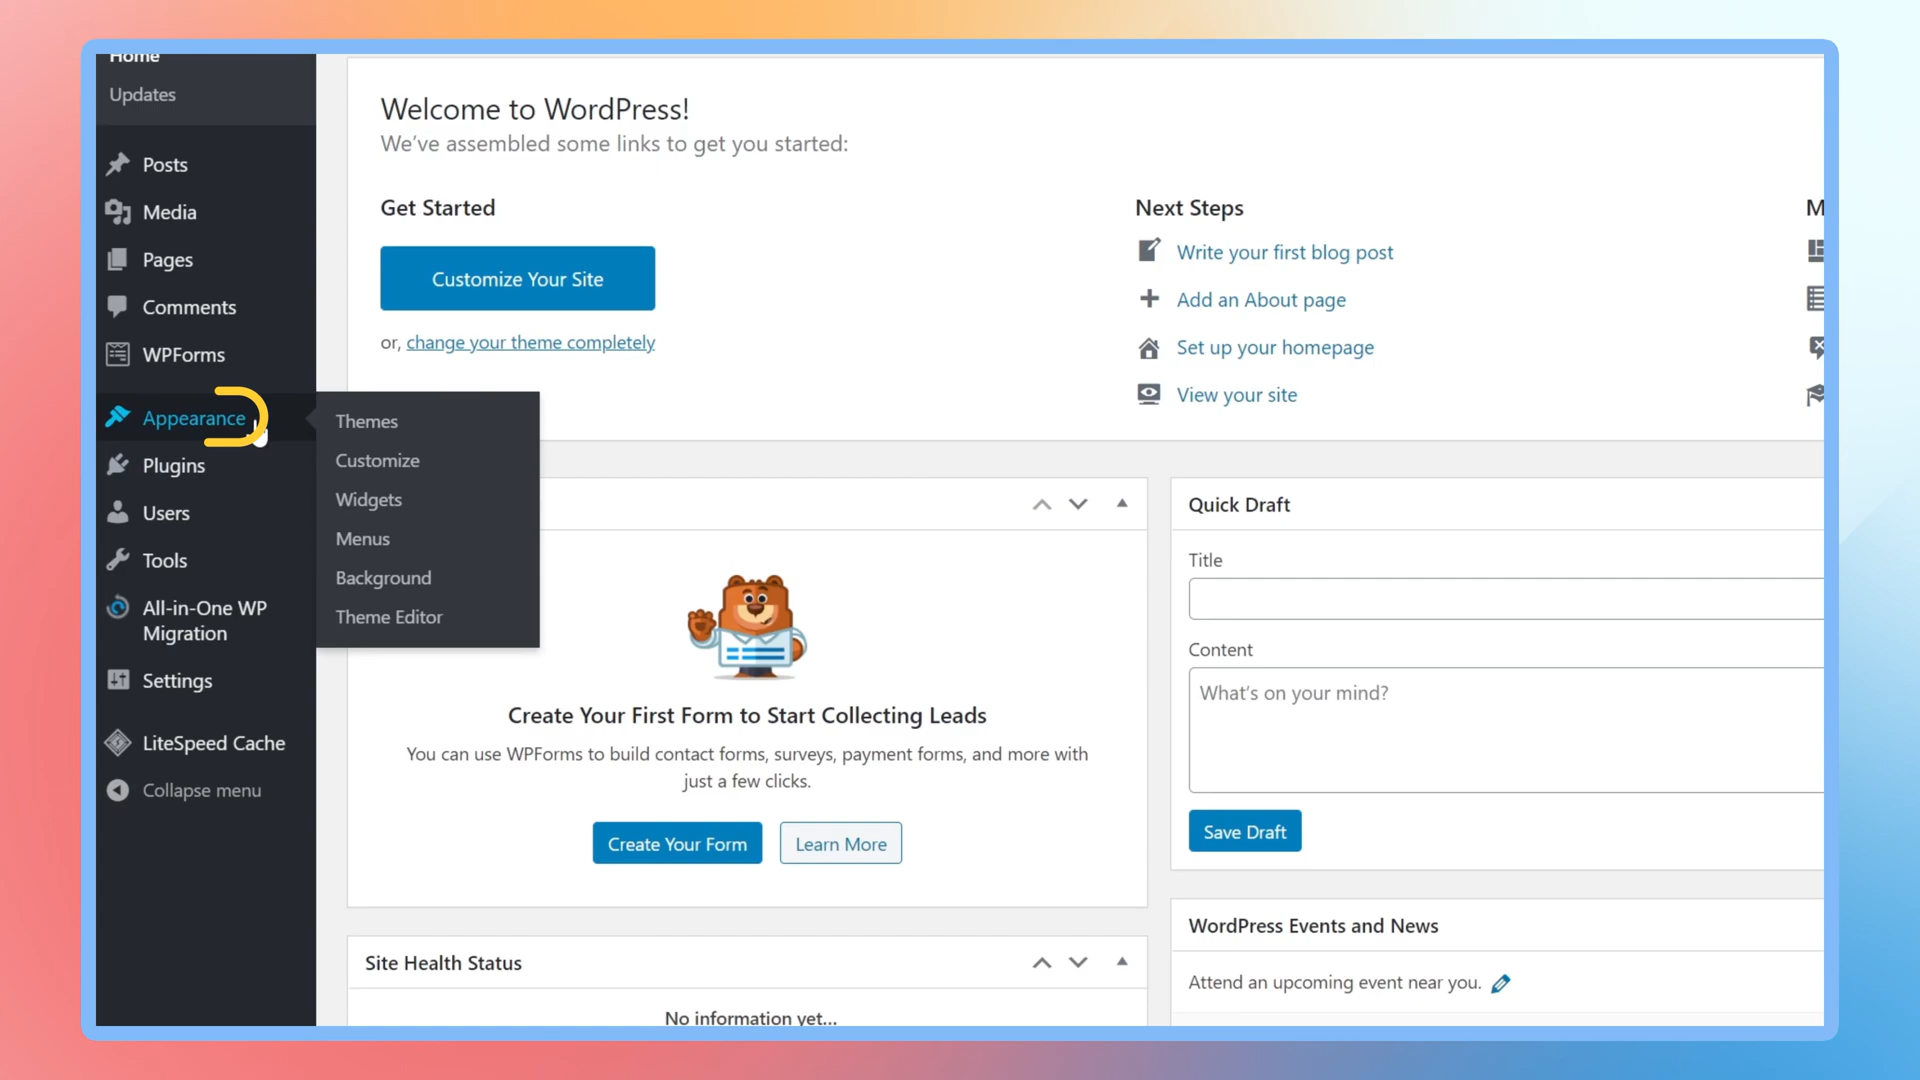 Home
Updates
Posts
Media
Pages
Comments
WPForms
Appearance
Plugins
Users
Tools
All-in-One WP
Migration
Settings
LiteSpeed Cache
Collapse menu
Themes
Customize
Widgets
Menus
Background
Theme Editor
Welcome to WordPress!
We've assembled some links to get you started:
Get Started
Customize Your Site
or, change your theme completely
Next Steps
Write your first blog post
Add an About page
Set up your homepage
View your site
M
Create Your First Form to Start Collecting Leads
You can use WPForms to build contact forms, surveys, payment forms, and more with
just a few clicks.
Create Your Form
Learn More
Site Health Status
No information yet...
Quick Draft
Title
Content
What's on your mind?
Save Draft
WordPress Events and News
Attend an upcoming event near you.